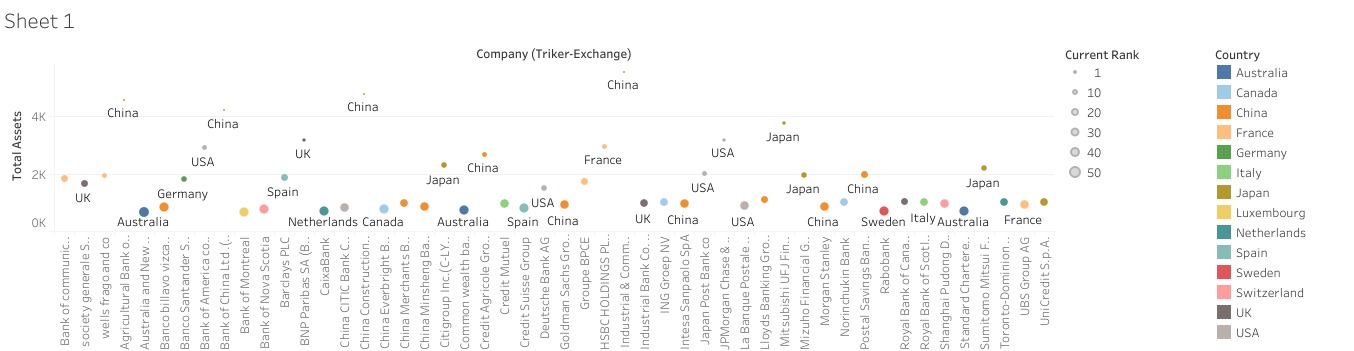 Sheet 1
Company (Triker-Exchange)
Total Assets
4K
2K
0K
China
China
China
China
USA
UK
Japan
USA
France
China
Japan
UK
Germany
Spain
USA
USA
Japan
China
Japan
Australia
Netherlands
Canada
Australia
Spain
China
UK
China
USA
China
Sweden
Italy
Australia
France
Bank of communic..
society generale S..
wells frago and co
Agricultural Bank o..
Australia and New ..
Banco billavo vizca..
Banco Santander S..
Bank of America co..
Bank of China Ltd.(..
Bank of Montreal
Bank of Nova Scotia
Barclays PLC
BNP Paribas SA (B..
CaixaBank
China CITIC Bank C..
China Construction..
China Everbright B..
China Merchants B..
China Minsheng Ba..
Citigroup Inc.(C-LY..
Common wealth ba..
Credit Agricole Gro..
Credit Mutuel
Credit Suisse Group
Deutsche Bank AG
Goldman Sachs Gro..
Groupe BPCE
HSBC HOLDINGS PL..
Industrial & Comm..
Industrial Bank Co. ..
ING Groep NV
Intesa Sanpaolo SpA
Japan Post Bank co
JPMorgan Chase & ..
La Banque Postale ..
Lloyds Banking Gro..
Mitsubishi UFJ Fin..
Mizuho Financial G..
Morgan Stanley
Norinchukin Bank
Postal Savings Ban..
Rabobank
Royal Bank of Cana..
Royal Bank of Scotl..
Shanghai Pudong D..
Standard Chartere..
Sumitomo Mitsui F..
Toronto-Dominion ..
UBS Group AG
UniCredit S.p.A.
Current Rank
1
10
20
30
40
50
Country
Australia
Canada
China
France
Germany
Italy
Japan
Luxembourg
Netherlands
Spain
Sweden
Switzerland
UK
USA